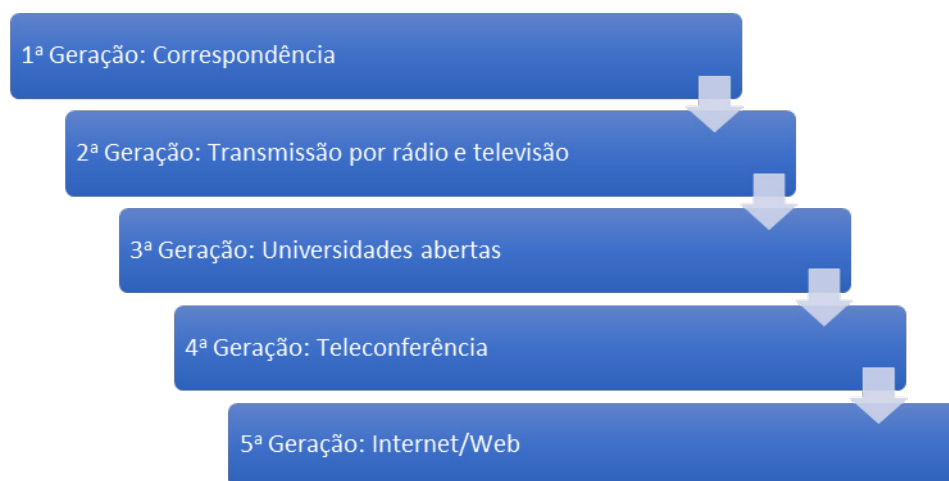 1ª Geração: Correspondência
2ª Geração: Transmissão por rádio e televisão
3ª Geração: Universidades abertas
4ª Geração: Teleconferência
5ª Geração: Internet/Web